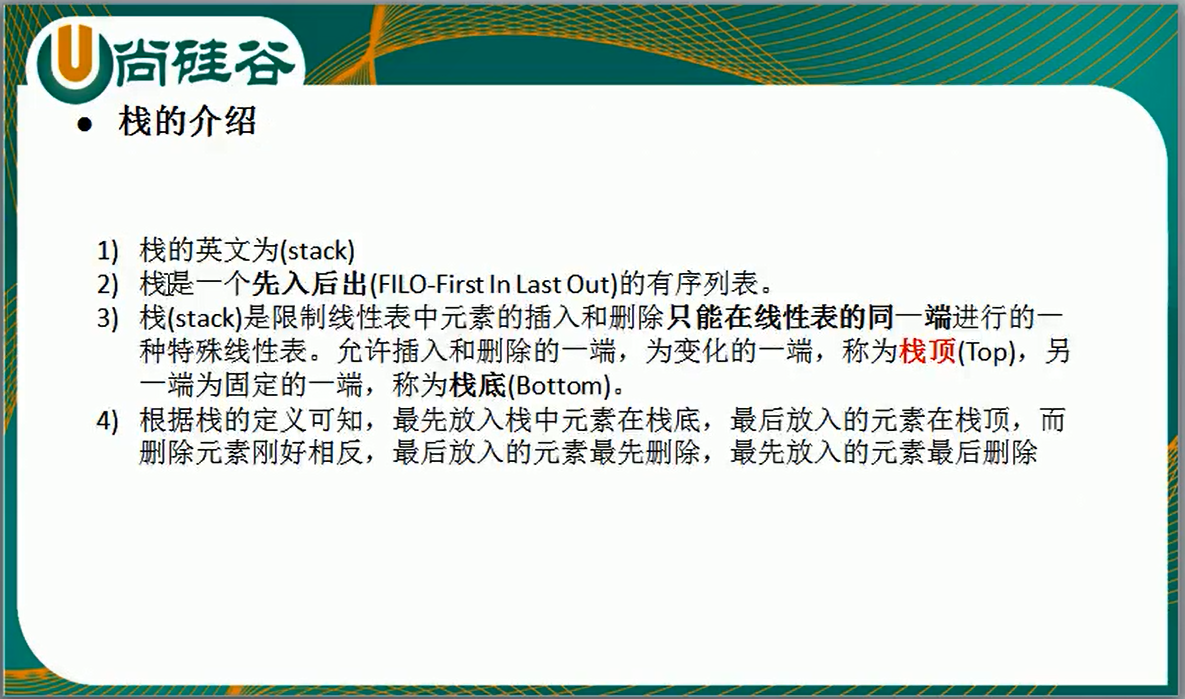 尚硅谷
● 栈的介绍
1) 栈的英文为(stack)
2) 栈是一个先入后出(FILO-First In Last Out)的有序列表。
3) 栈(stack)是限制线性表中元素的插入和删除只能在线性表的同一端进行的一
种特殊线性表。允许插入和删除的一端，为变化的一端，称为栈顶(Top)，另
一端为固定的一端，称为栈底(Bottom)。
4) 根据栈的定义可知，最先放入栈中元素在栈底，最后放入的元素在栈顶，而
删除元素刚好相反，最后放入的元素最先删除，最先放入的元素最后删除